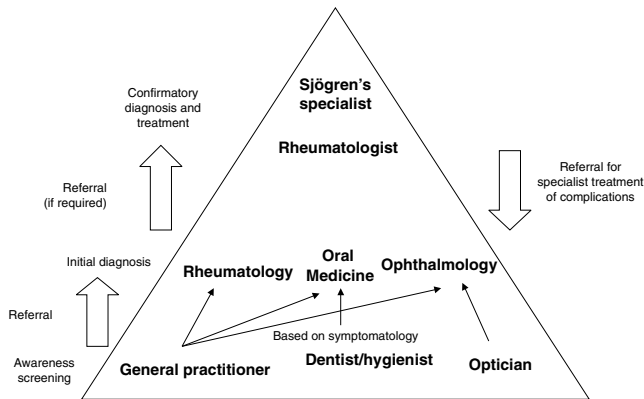 Sjögren's
specialist
Confirmatory
diagnosis and
treatment
Rheumatologist
Referral
(if required)
Referral for
specialist treatment
of complications
Initial diagnosis
Rheumatology
Oral
Medicine
Ophthalmology
Referral
Based on symptomatology
Awareness
screening
General practitioner
Dentist/hygienist
Optician